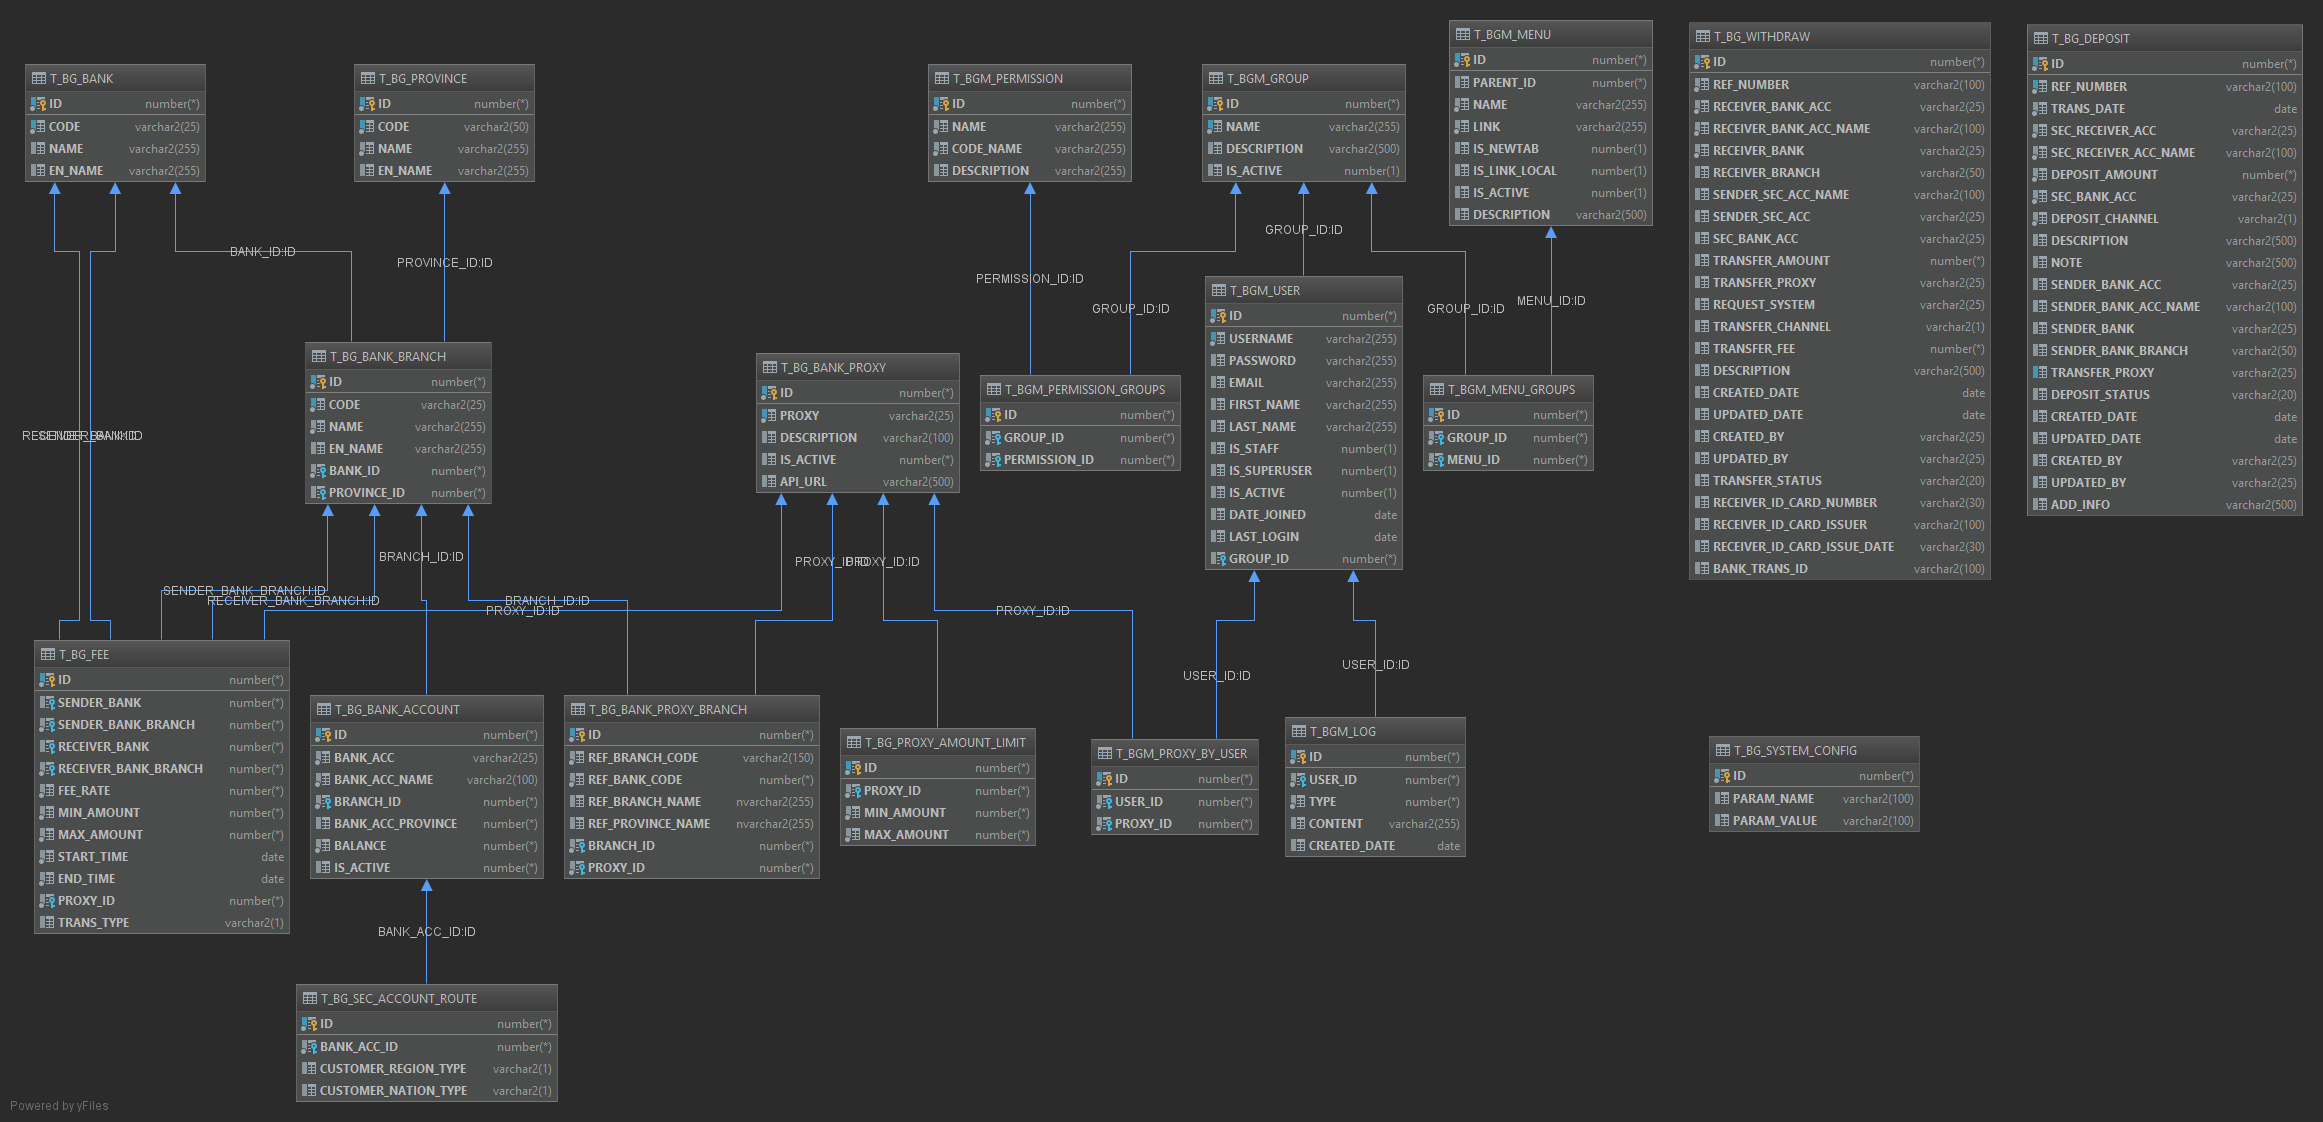 T_BG_BANK
ID number(*)
CODE varchar2(25)
NAME varchar2(255)
EN_NAME varchar2(255)
T_BG_PROVINCE
ID number(*)
CODE varchar2(50)
NAME varchar2(255)
EN_NAME varchar2(255)
T_BGM_PERMISSION
ID number(*)
NAME varchar2(255)
CODE_NAME varchar2(255)
DESCRIPTION varchar2(255)
T_BGM_GROUP
ID number(*)
NAME varchar2(255)
DESCRIPTION varchar2(500)
IS_ACTIVE number(1)
T_BGM_MENU
ID number(*)
PARENT_ID number(*)
NAME varchar2(255)
LINK varchar2(255)
IS_NEWTAB number(1)
IS_LINK_LOCAL number(1)
IS_ACTIVE number(1)
DESCRIPTION varchar2(500)
T_BG_WITHDRAW
ID number(*)
REF_NUMBER varchar2(100)
RECEIVER_BANK_ACC varchar2(25)
RECEIVER_BANK_ACC_NAME varchar2(100)
RECEIVER_BANK varchar2(25)
RECEIVER_BRANCH varchar2(50)
SENDER_SEC_ACC_NAME varchar2(100)
SENDER_SEC_ACC varchar2(25)
SEC_BANK_ACC varchar2(25)
TRANSFER_AMOUNT number(*)
TRANSFER_PROXY varchar2(25)
REQUEST_SYSTEM varchar2(25)
TRANSFER_CHANNEL varchar2(1)
TRANSFER_FEE number(*)
DESCRIPTION varchar2(500)
CREATED_DATE date
UPDATED_DATE date
CREATED_BY varchar2(25)
UPDATED_BY varchar2(25)
TRANSFER_STATUS varchar2(20)
RECEIVER_ID_CARD_NUMBER varchar2(30)
RECEIVER_ID_CARD_ISSUER varchar2(100)
RECEIVER_ID_CARD_ISSUE_DATE varchar2(30)
BANK_TRANS_ID varchar2(100)
T_BG_DEPOSIT
ID number(*)
REF_NUMBER varchar2(100)
TRANS_DATE date
SEC_RECEIVER_ACC varchar2(25)
SEC_RECEIVER_ACC_NAME varchar2(100)
DEPOSIT_AMOUNT number(*)
SEC_BANK_ACC varchar2(25)
DEPOSIT_CHANNEL varchar2(1)
DESCRIPTION varchar2(500)
NOTE varchar2(500)
SENDER_BANK_ACC varchar2(25)
SENDER_BANK_ACC_NAME varchar2(100)
SENDER_BANK varchar2(25)
SENDER_BANK_BRANCH varchar2(50)
TRANSFER_PROXY varchar2(25)
DEPOSIT_STATUS varchar2(20)
CREATED_DATE date
UPDATED_DATE date
CREATED_BY varchar2(25)
UPDATED_BY varchar2(25)
ADD_INFO varchar2(500)
BANK_ID:ID
PROVINCE_ID:ID
PERMISSION_ID:ID
GROUP_ID:ID
GROUP_ID:ID
GROUP_ID:ID
MENU_ID:ID
T_BG_BANK_BRANCH
ID number(*)
CODE varchar2(25)
NAME varchar2(255)
EN_NAME varchar2(255)
BANK_ID number(*)
PROVINCE_ID number(*)
T_BG_BANK_PROXY
ID number(*)
PROXY varchar2(25)
DESCRIPTION varchar2(100)
IS_ACTIVE number(*)
API_URL varchar2(500)
T_BGM_PERMISSION_GROUPS
ID number(*)
GROUP_ID number(*)
PERMISSION_ID number(*)
T_BGM_USER
ID number(*)
USERNAME varchar2(255)
PASSWORD varchar2(255)
EMAIL varchar2(255)
FIRST_NAME varchar2(255)
LAST_NAME varchar2(255)
IS_STAFF number(1)
IS_SUPERUSER number(1)
IS_ACTIVE number(1)
DATE_JOINED date
LAST_LOGIN date
GROUP_ID number(*)
T_BGM_MENU_GROUPS
ID number(*)
GROUP_ID number(*)
MENU_ID number(*)
BRANCH_ID:ID
PROXY_ID:ID
PROXY_ID:ID
SENDER_BANK_BRANCH:ID
RECEIVER_BANK_BRANCH:ID
BRANCH_ID:ID
PROXY_ID:ID
PROXY_ID:ID
USER_ID:ID
USER_ID:ID
T_BG_FEE
ID number(*)
SENDER_BANK number(*)
SENDER_BANK_BRANCH number(*)
RECEIVER_BANK number(*)
RECEIVER_BANK_BRANCH number(*)
FEE_RATE number(*)
MIN_AMOUNT number(*)
MAX_AMOUNT number(*)
START_TIME date
END_TIME date
PROXY_ID number(*)
TRANS_TYPE varchar2(1)
T_BG_BANK_ACCOUNT
ID number(*)
BANK_ACC varchar2(25)
BANK_ACC_NAME varchar2(100)
BRANCH_ID number(*)
BANK_ACC_PROVINCE number(*)
BALANCE number(*)
IS_ACTIVE number(*)
T_BG_BANK_PROXY_BRANCH
ID number(*)
REF_BRANCH_CODE varchar2(150)
REF_BANK_CODE number(*)
REF_BRANCH_NAME nvarchar2(255)
REF_PROVINCE_NAME nvarchar2(255)
BRANCH_ID number(*)
PROXY_ID number(*)
T_BG_PROXY_AMOUNT_LIMIT
ID number(*)
PROXY_ID number(*)
MIN_AMOUNT number(*)
MAX_AMOUNT number(*)
T_BGM_PROXY_BY_USER
ID number(*)
USER_ID number(*)
PROXY_ID number(*)
T_BGM_LOG
ID number(*)
USER_ID number(*)
TYPE number(*)
CONTENT varchar2(255)
CREATED_DATE date
T_BG_SYSTEM_CONFIG
ID number(*)
PARAM_NAME varchar2(100)
PARAM_VALUE varchar2(100)
BANK_ACC_ID:ID
T_BG_SEC_ACCOUNT_ROUTE
ID number(*)
BANK_ACC_ID number(*)
CUSTOMER_REGION_TYPE varchar2(1)
CUSTOMER_NATION_TYPE varchar2(1)
Powered by yFiles